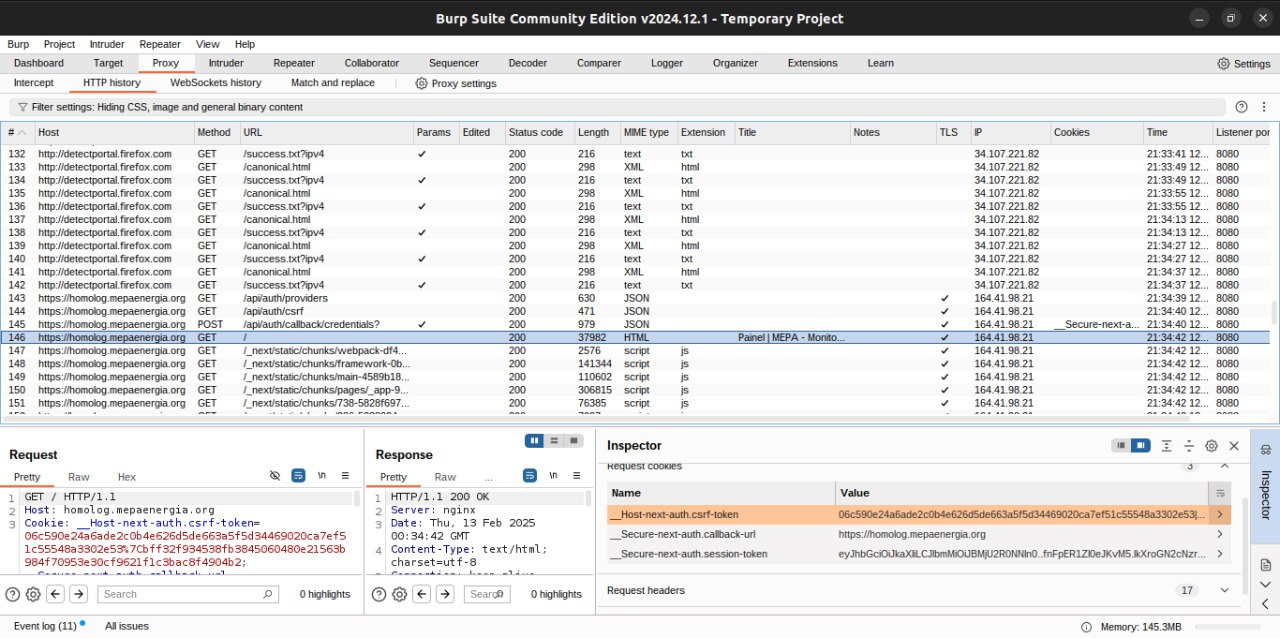 Burp Suite Community Edition v2024.12.1 - Temporary Project
Burp Project Intruder Repeater View Help
Dashboard Target Proxy Intruder Repeater Collaborator Sequencer Decoder Comparer Logger Organizer Extensions Learn Settings
Intercept HTTP history WebSockets history Match and replace Proxy settings
Filter settings: Hiding CSS, image and general binary content
# Host Method URL Params Edited Status code Length MIME type Extension Title Notes TLS IP Cookies Time Listener por
132 http://detectportal.firefox.com GET /success.txt?ipv4 ✓ 200 216 text txt 34.107.221.82 21:33:41 12... 8080
133 http://detectportal.firefox.com GET /canonical.html 200 298 XML html 34.107.221.82 21:33:49 12... 8080
134 http://detectportal.firefox.com GET /success.txt?ipv4 ✓ 200 216 text txt 34.107.221.82 21:33:49 12... 8080
135 http://detectportal.firefox.com GET /canonical.html 200 298 XML html 34.107.221.82 21:33:55 12... 8080
136 http://detectportal.firefox.com GET /success.txt?ipv4 ✓ 200 216 text txt 34.107.221.82 21:33:55 12... 8080
137 http://detectportal.firefox.com GET /canonical.html 200 298 XML html 34.107.221.82 21:34:13 12... 8080
138 http://detectportal.firefox.com GET /success.txt?ipv4 ✓ 200 216 text txt 34.107.221.82 21:34:13 12... 8080
139 http://detectportal.firefox.com GET /canonical.html 200 298 XML html 34.107.221.82 21:34:27 12... 8080
140 http://detectportal.firefox.com GET /success.txt?ipv4 ✓ 200 216 text txt 34.107.221.82 21:34:27 12... 8080
141 http://detectportal.firefox.com GET /canonical.html 200 298 XML html 34.107.221.82 21:34:37 12... 8080
142 http://detectportal.firefox.com GET /success.txt?ipv4 ✓ 200 216 text txt 34.107.221.82 21:34:37 12... 8080
143 https://homolog.mepaenergia.org GET /api/auth/providers 200 630 JSON ✓ 164.41.98.21 21:34:39 12... 8080
144 https://homolog.mepaenergia.org GET /api/auth/csrf 200 471 JSON ✓ 164.41.98.21 21:34:40 12... 8080
145 https://homolog.mepaenergia.org POST /api/auth/callback/credentials? ✓ 200 979 JSON ✓ 164.41.98.21 __Secure-next-a... 21:34:40 12... 8080
146 https://homolog.mepaenergia.org GET / 200 37982 HTML Painel | MEPA - Monito... ✓ 164.41.98.21 21:34:42 12... 8080
147 https://homolog.mepaenergia.org GET /_next/static/chunks/webpack-df4... 200 2576 script js ✓ 164.41.98.21 21:34:42 12... 8080
148 https://homolog.mepaenergia.org GET /_next/static/chunks/framework-0b... 200 141344 script js ✓ 164.41.98.21 21:34:42 12... 8080
149 https://homolog.mepaenergia.org GET /_next/static/chunks/main-4589b18... 200 110602 script js ✓ 164.41.98.21 21:34:42 12... 8080
150 https://homolog.mepaenergia.org GET /_next/static/chunks/pages/_app-9... 200 306815 script js ✓ 164.41.98.21 21:34:42 12... 8080
151 https://homolog.mepaenergia.org GET /_next/static/chunks/738-5828f697... 200 76385 script js ✓ 164.41.98.21 21:34:42 12... 8080
Request
Pretty Raw Hex \n
1 GET / HTTP/1.1
2 Host: homolog.mepaenergia.org
3 Cookie: __Host-next-auth.csrf-token=
06c590e24a6ade2c0b4e626d5de663a5f5d34469020ca7ef5
1c55548a3302e53%7Cbff32f934538fb3845060480e21563b
984f70953e30cf9621f1c3bac8f4904b2;
Search 0 highlights
Response
Pretty Raw ... \n
1 HTTP/1.1 200 OK
2 Server: nginx
3 Date: Thu, 13 Feb 2025
00:34:42 GMT
4 Content-Type: text/html;
charset=utf-8
Search 0 highlights
Inspector
Request cookies 3
Name Value
__Host-next-auth.csrf-token 06c590e24a6ade2c0b4e626d5de663a5f5d34469020ca7ef51c55548a3302e53|...
__Secure-next-auth.callback-url https://homolog.mepaenergia.org
__Secure-next-auth.session-token
Request headers 17
Inspector
Event log (11) All issues Memory: 145.3MB